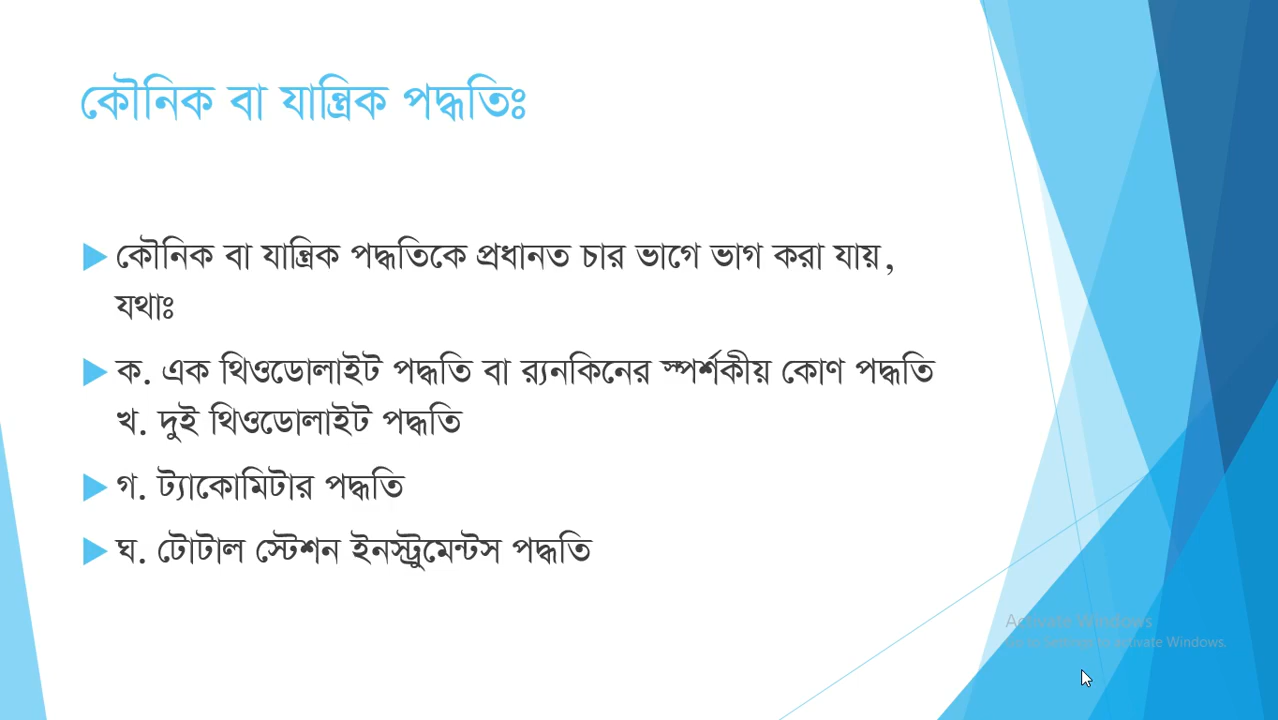 কৌনিক বা যান্ত্রিক পদ্ধতিঃ
কৌনিক বা যান্ত্রিক পদ্ধতিকে প্রধানত চার ভাগে ভাগ করা যায়,
যথাঃ
ক. এক থিওডোলাইট পদ্ধতি বা র‍্যনকিনের স্পর্শকীয় কোণ পদ্ধতি
খ. দুই থিওডোলাইট পদ্ধতি
গ. ট্যাকোমিটার পদ্ধতি
ঘ. টোটাল স্টেশন ইনস্ট্রুমেন্টস পদ্ধতি
Activate Windows
Go to Settings to activate Windows.